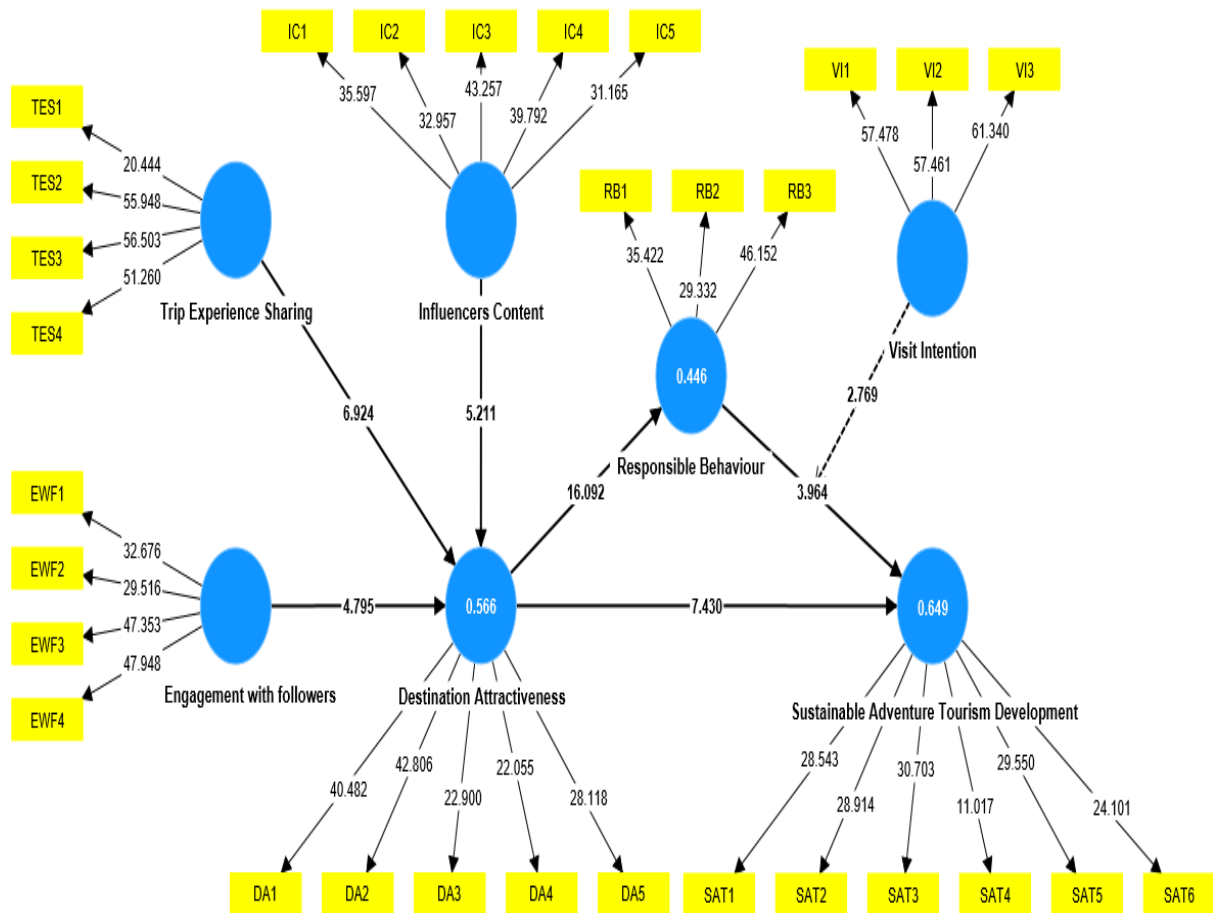 IC1 IC2 IC3 IC4 IC5
35.597 32.957 43.257 39.792 31.165
VI1 VI2 VI3
57.478 57.461 61.340
TES1
TES2
TES3
TES4
20.444
55.948
56.503
51.260
RB1 RB2 RB3
35.422 29.332 46.152
Trip Experience Sharing
Influencers Content
Visit Intention
0.446
Responsible Behaviour
6.924
5.211
2.769
16.092
3.964
EWF1
EWF2
EWF3
EWF4
32.676
29.516
47.353
47.948
4.795
0.566
7.430
0.649
Engagement with followers
Destination Attractiveness
Sustainable Adventure Tourism Development
40.482 42.806 22.900 22.055 28.118
28.543 28.914 30.703 11.017 29.550 24.101
DA1 DA2 DA3 DA4 DA5
SAT1 SAT2 SAT3 SAT4 SAT5 SAT6